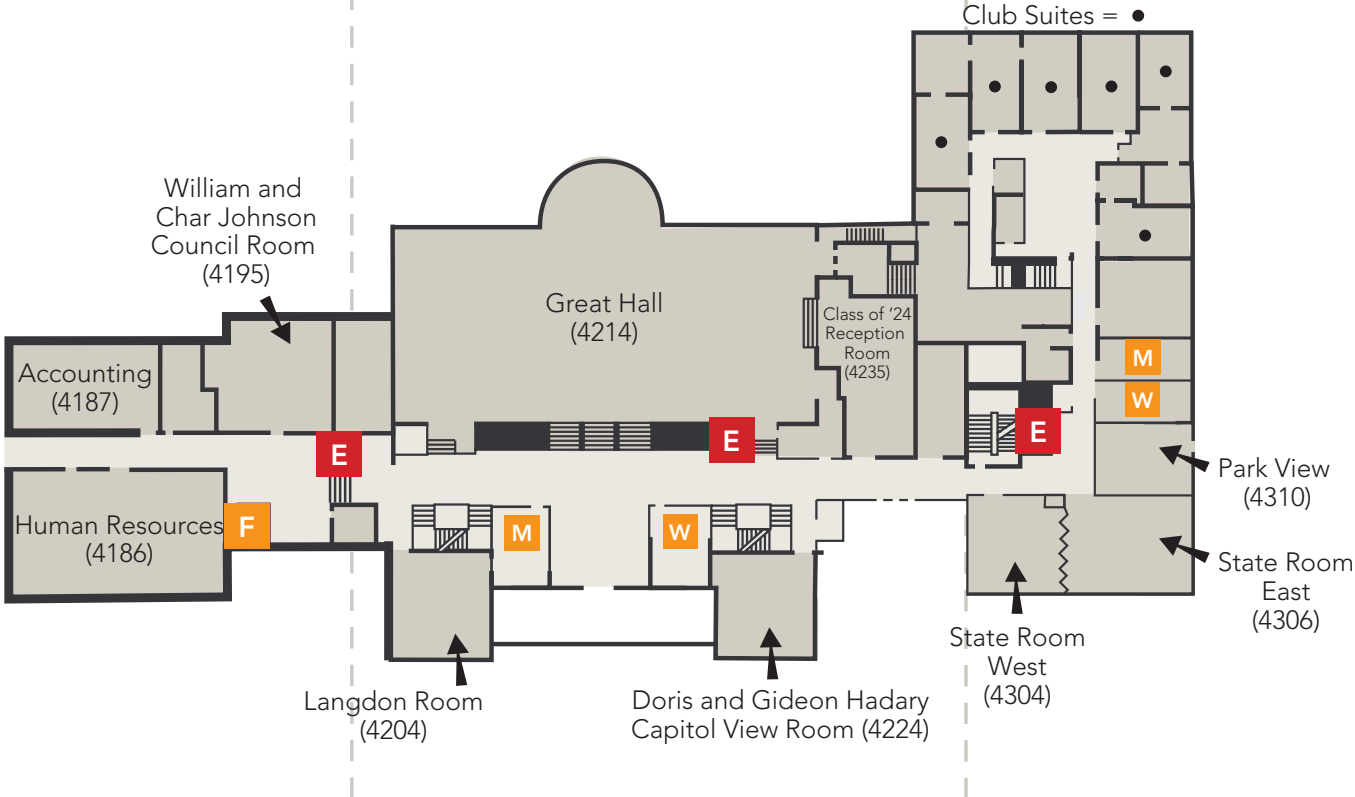 Club Suites = •
William and
Char Johnson
Council Room
(4195)
Great Hall
(4214)
Class of ‘24
Reception
Room
(4235)
Accounting
(4187)
M
W
E
E
E
Park View
(4310)
Human Resources
(4186)
F
M
W
State Room
East
(4306)
State Room
West
(4304)
Langdon Room
(4204)
Doris and Gideon Hadary
Capitol View Room (4224)